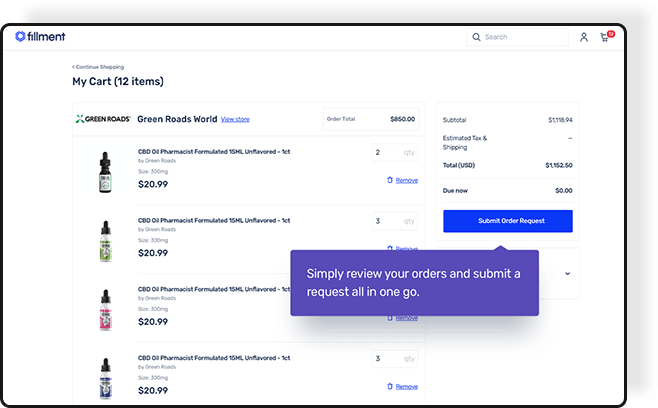 fillment
Search
12
< Continue Shopping
My Cart (12 items)
GREEN ROADS
Green Roads World View store
Order Total $850.00
CBD Oil Pharmacist Formulated 15ML Unflavored - 1ct
by Green Roads
Size: 300mg
$20.99
2 qty
Remove
CBD Oil Pharmacist Formulated 15ML Unflavored - 1ct
by Green Roads
Size: 300mg
$20.99
3 qty
Remove
CBD Oil Pharmacist Formulated 15ML Unflavored - 1ct
by Green Roads
Size: 300mg
$20.99
Remove
CBD Oil Pharmacist Formulated 15ML Unflavored - 1ct
by Green Roads
Size: 300mg
$20.99
3 qty
Remove
Subtotal $1,118.94
Estimated Tax &
Shipping –
Total (USD) $1,152.50
Due now $0.00
Submit Order Request
Simply review your orders and submit a
request all in one go.